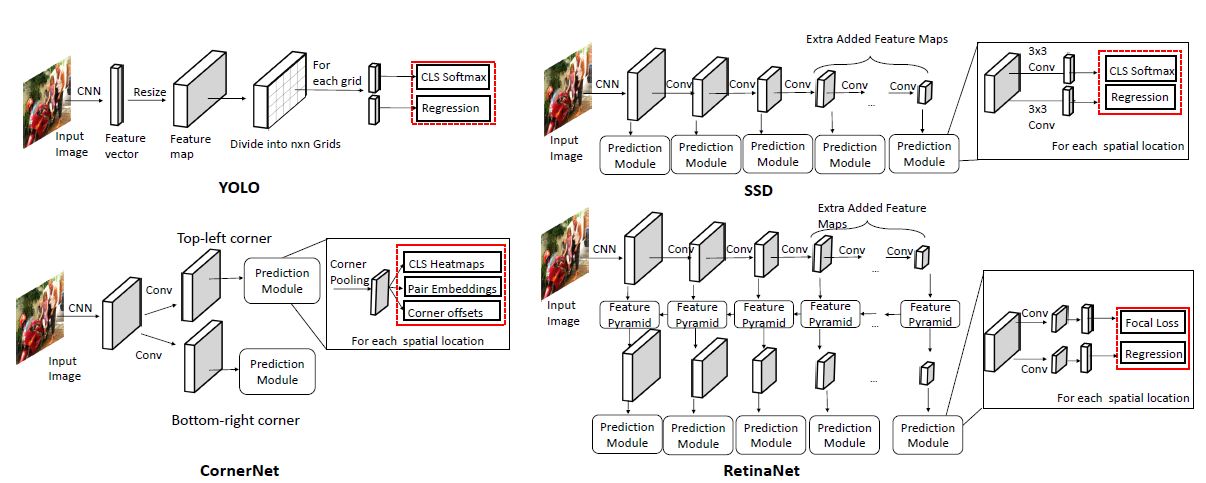 CNN
Input
Image
Feature
vector
Resize
Feature
map
Divide into nxn Grids
For
each grid
CLS Softmax
Regression
YOLO
Input
Image
CNN
Conv
Conv
Conv
Conv
Conv
...
Extra Added Feature Maps
Prediction
Module
Prediction
Module
Prediction
Module
Prediction
Module
Prediction
Module
3x3
Conv
3x3
Conv
CLS Softmax
Regression
For each spatial location
SSD
Input
Image
CNN
Conv
Conv
Top-left corner
Prediction
Module
Prediction
Module
Bottom-right corner
Corner
Pooling
CLS Heatmaps
Pair Embeddings
Corner offsets
For each spatial location
CornerNet
Input
Image
CNN
Conv
Conv
Conv
Conv
Conv
...
Extra Added Feature
Maps
Feature
Pyramid
Feature
Pyramid
Feature
Pyramid
Feature
Pyramid
...
Feature
Pyramid
...
Prediction
Module
Prediction
Module
Prediction
Module
Prediction
Module
Prediction
Module
Conv
Conv
Focal Loss
Regression
For each spatial location
RetinaNet